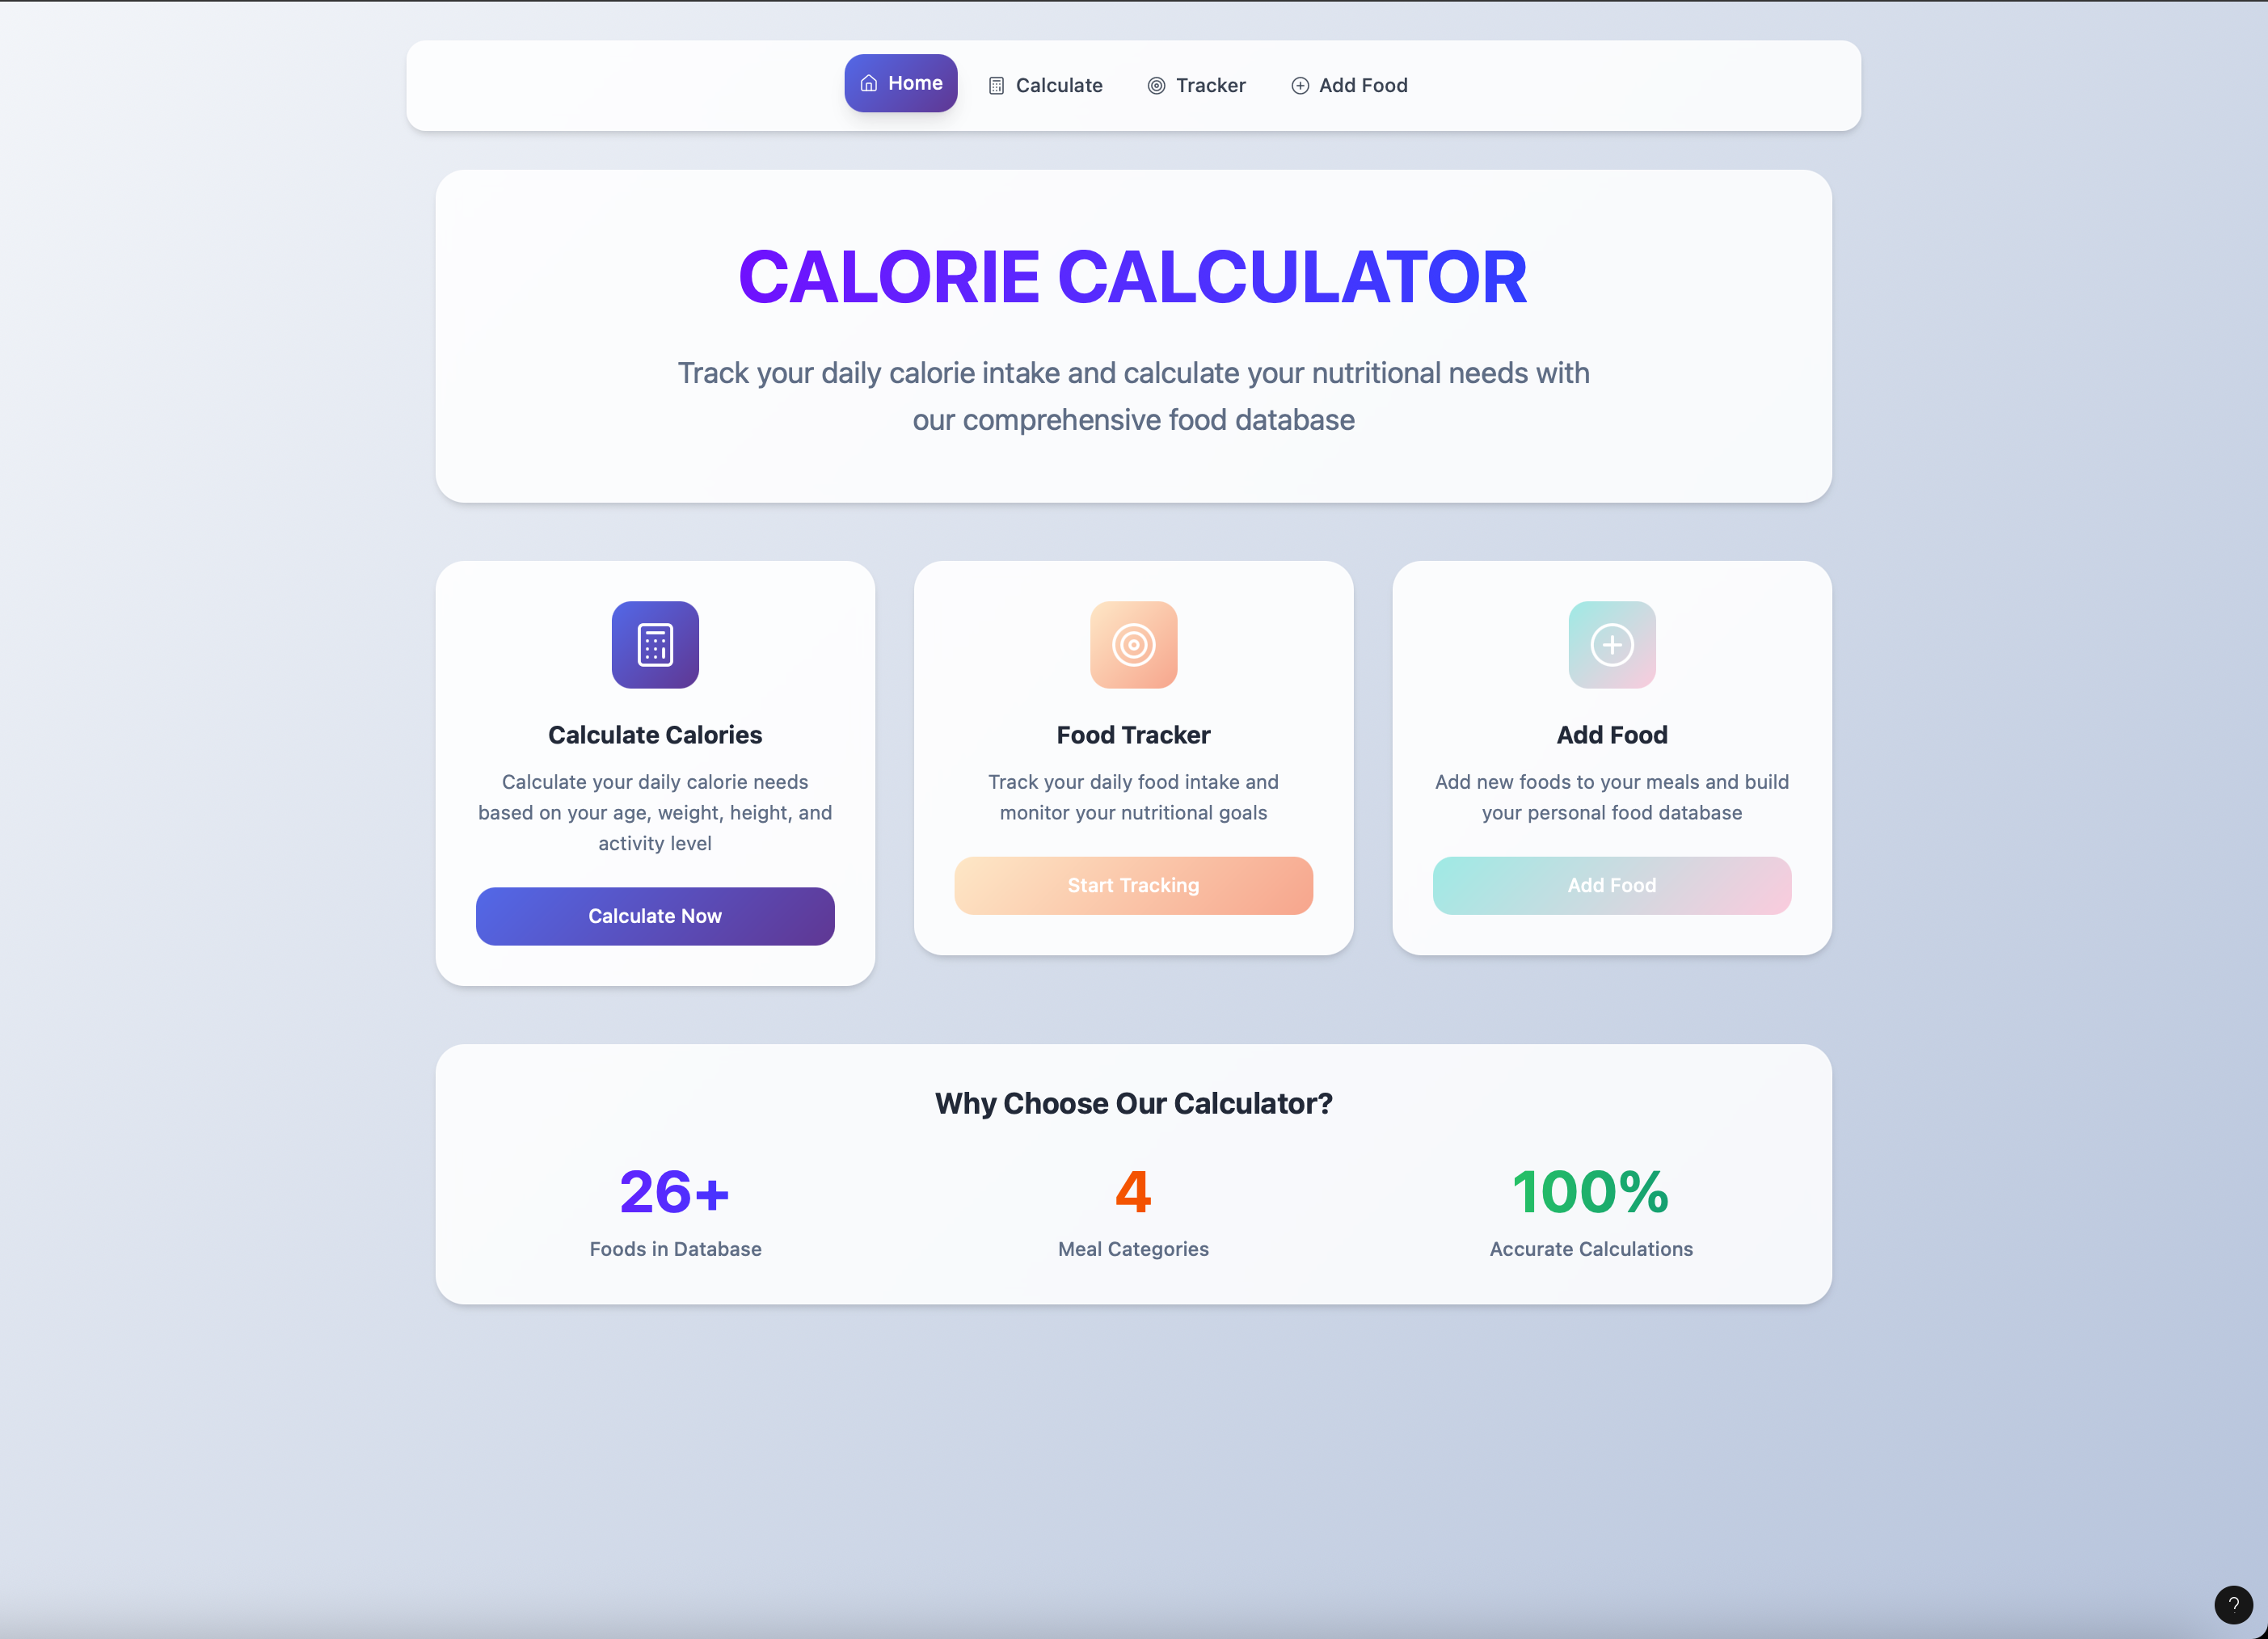 Home
Calculate
Tracker
Add Food
CALORIE CALCULATOR
Track your daily calorie intake and calculate your nutritional needs with
our comprehensive food database
Calculate Calories
Calculate your daily calorie needs
based on your age, weight, height, and
activity level
Calculate Now
Food Tracker
Track your daily food intake and
monitor your nutritional goals
Start Tracking
Add Food
Add new foods to your meals and build
your personal food database
Add Food
Why Choose Our Calculator?
26+
Foods in Database
4
Meal Categories
100%
Accurate Calculations
?